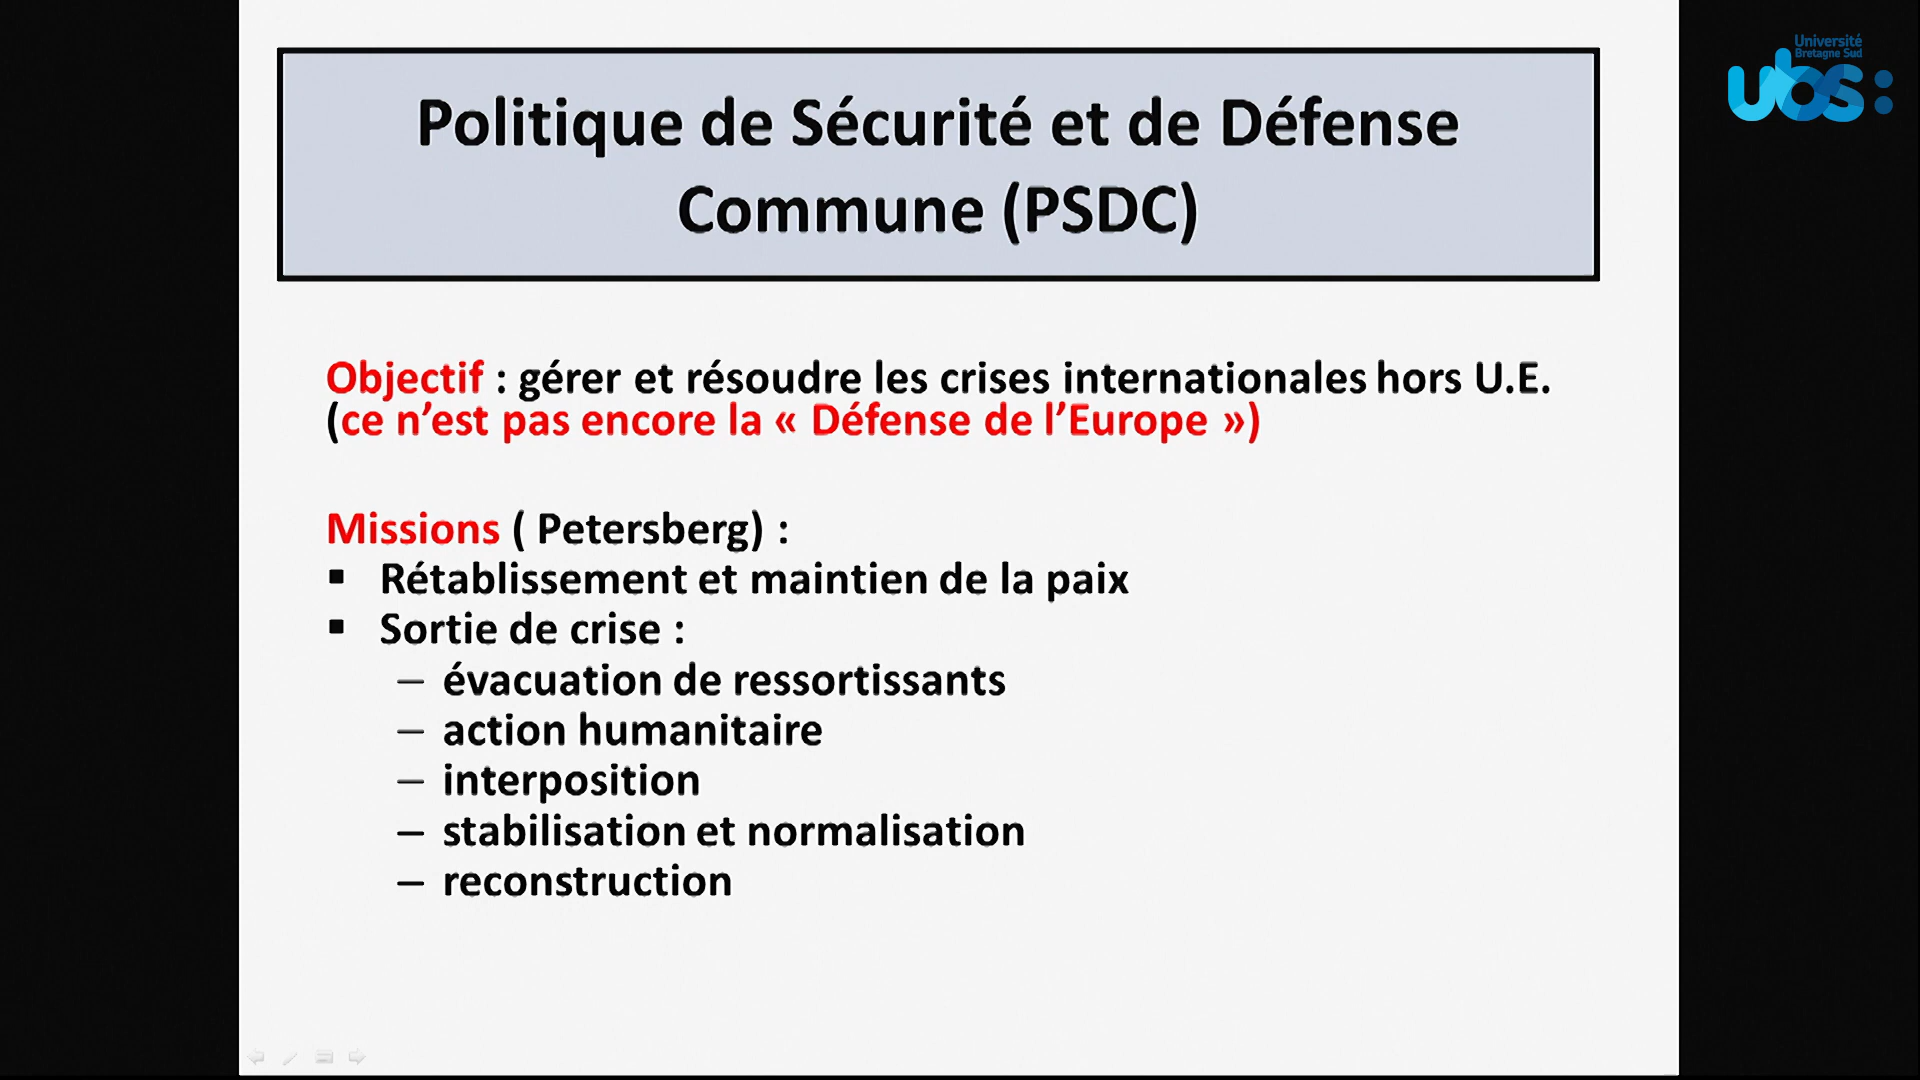 Université
Bretagne Sud
ubs:
Politique de Sécurité et de Défense
Commune (PSDC)
Objectif : gérer et résoudre les crises internationales hors U.E.
(ce n’est pas encore la « Défense de l’Europe »)
Missions ( Petersberg) :
▪ Rétablissement et maintien de la paix
▪ Sortie de crise :
– évacuation de ressortissants
– action humanitaire
– interposition
– stabilisation et normalisation
– reconstruction